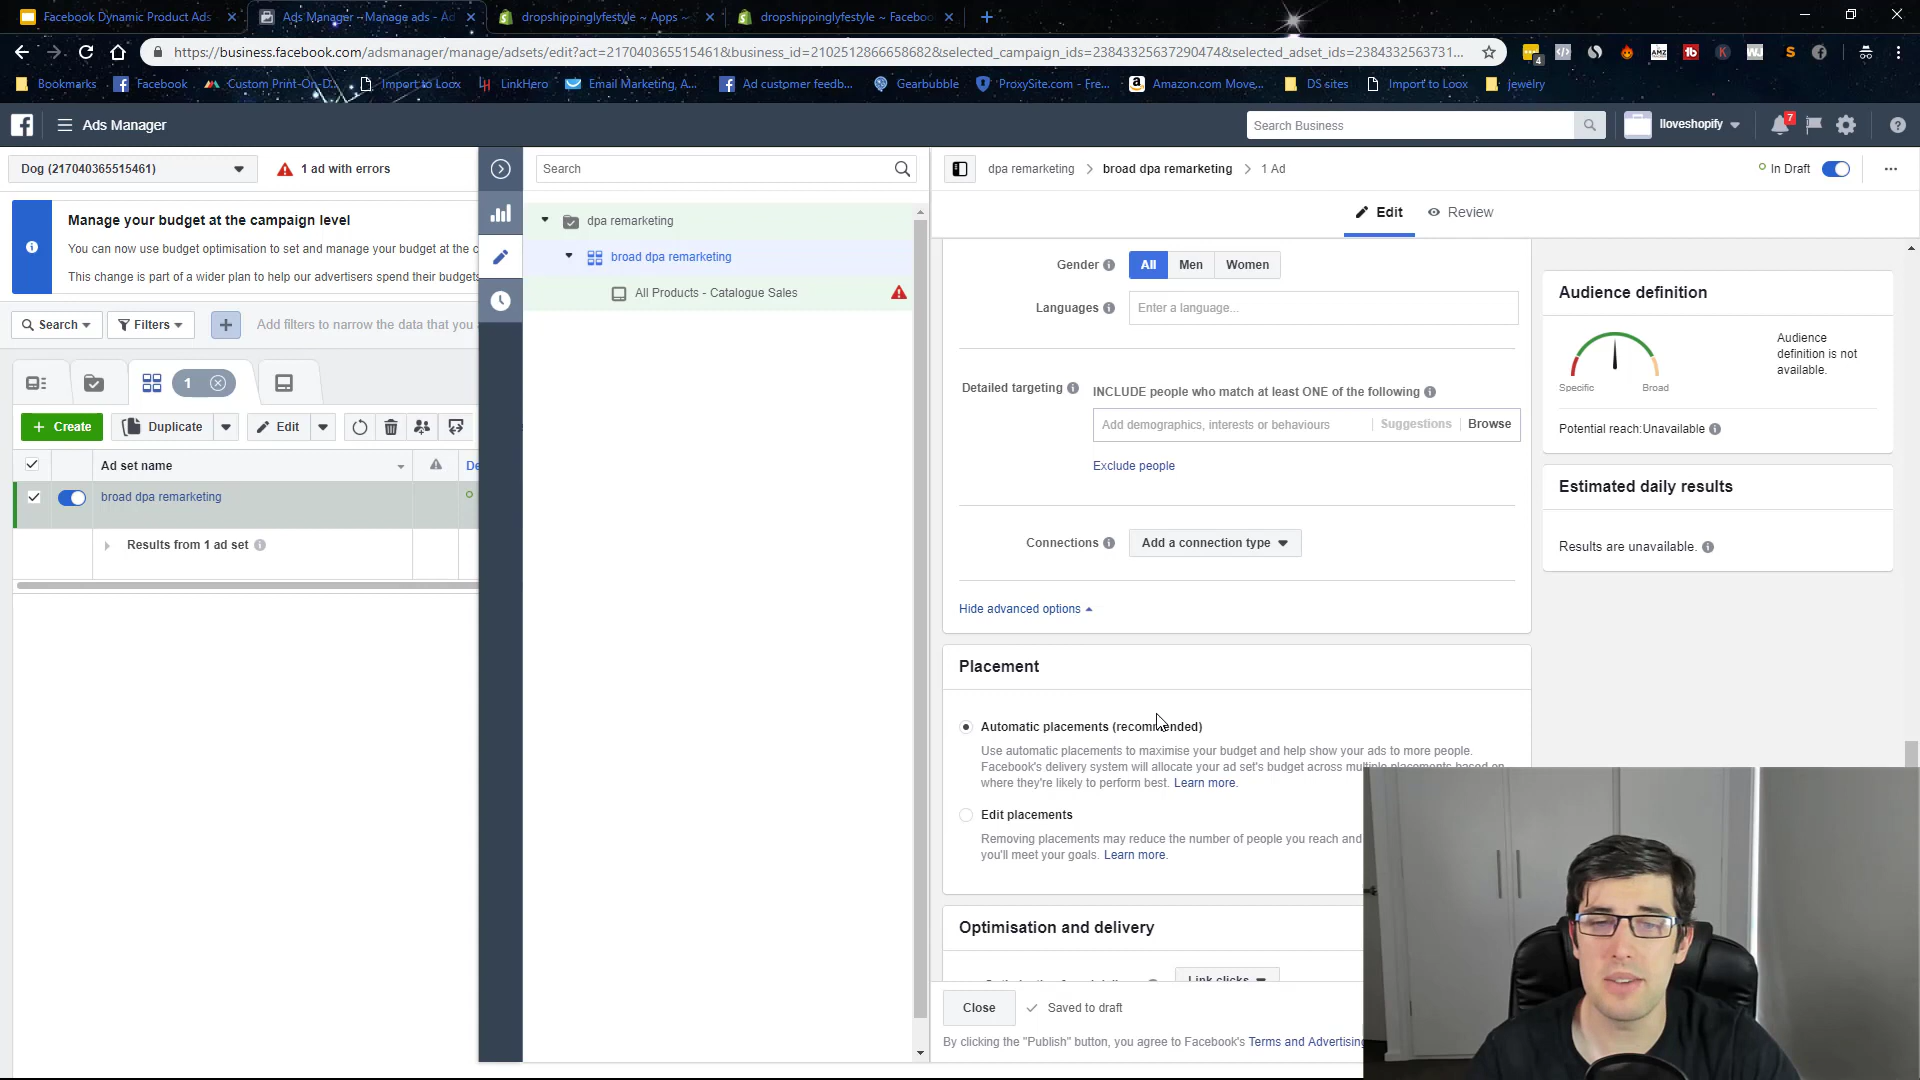 Facebook Dynamic Product Ads
Ads Manager - Manage ads - Ad
dropshippinglyfestyle ~ Apps ~
dropshippinglyfestyle ~ Facebo
https://business.facebook.com/adsmanager/manage/adsets/edit?act=217040365515461&business_id=21025128666586 82&selected_campaign_ids=23843325637290474&selected_adset_ids=2384332563731...
Bookmarks
Facebook
Custom Print-On-D...
Import to Loox
LinkHero
Email Marketing, A...
Ad customer feedb...
Gearbubble
ProxySite.com - Fre...
Amazon.com Move...
DS sites
Import to Loox
jewelry
Ads Manager
Search Business
Iloveshopify
7
Dog (217040365515461)
1 ad with errors
Search
dpa remarketing
broad dpa remarketing
1 Ad
In Draft
Manage your budget at the campaign level
You can now use budget optimisation to set and manage your budget at the c
This change is part of a wider plan to help our advertisers spend their budgets
dpa remarketing
broad dpa remarketing
All Products - Catalogue Sales
Edit
Review
Search
Filters
Add filters to narrow the data that you
1
Create
Duplicate
Edit
Ad set name
De
broad dpa remarketing
Results from 1 ad set
Gender
All
Men
Women
Languages
Enter a language...
Detailed targeting
INCLUDE people who match at least ONE of the following
Add demographics, interests or behaviours
Suggestions
Browse
Exclude people
Connections
Add a connection type
Hide advanced options
Placement
Automatic placements (recommended)
Use automatic placements to maximise your budget and help show your ads to more people.
Facebook's delivery system will allocate your ad set's budget across multiple placements based on
where they're likely to perform best. Learn more.
Edit placements
Removing placements may reduce the number of people you reach and
you'll meet your goals. Learn more.
Optimisation and delivery
Link clicks
Close
Saved to draft
By clicking the "Publish" button, you agree to Facebook's Terms and Advertising
Audience definition
Audience
definition is not
available.
Specific
Broad
Potential reach:Unavailable
Estimated daily results
Results are unavailable.